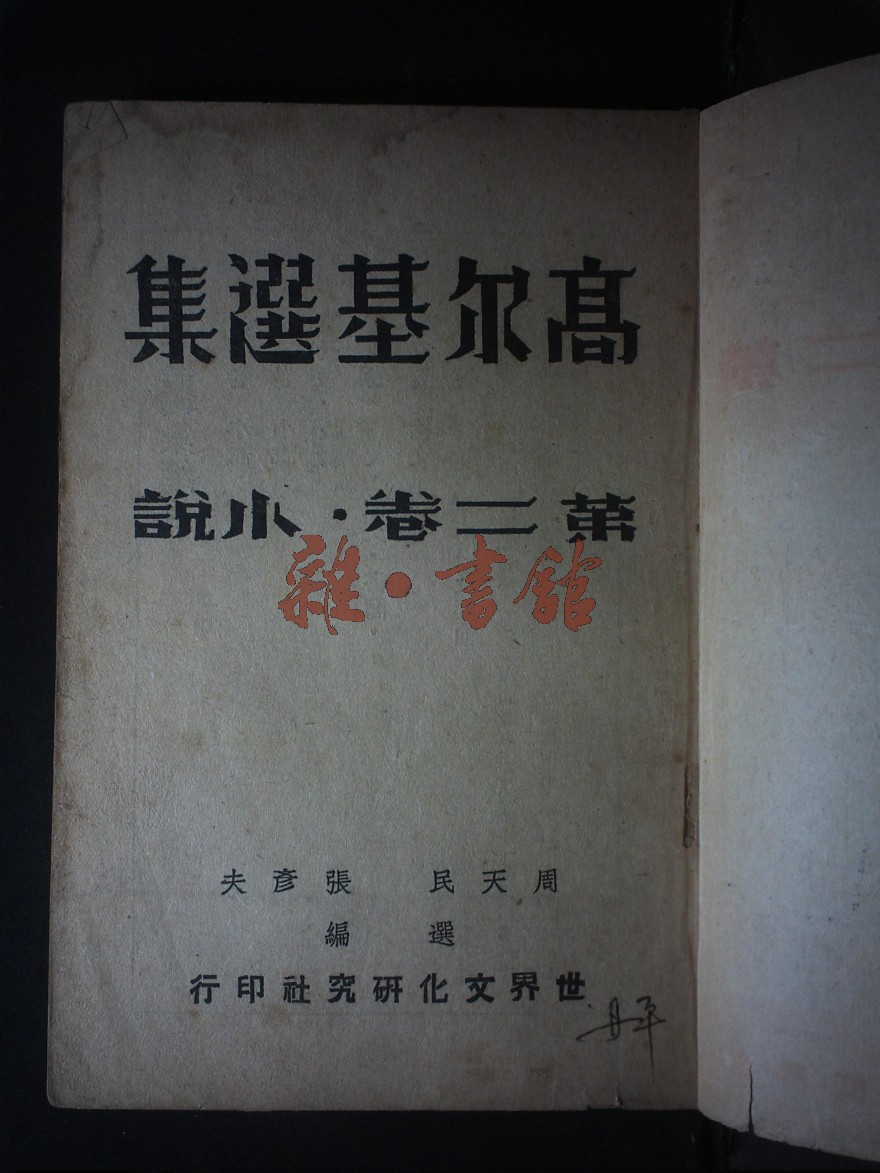 高尔基選集
第二卷·小說
雜·書館
周天民 張彥夫
選編
世界文化研究社印行